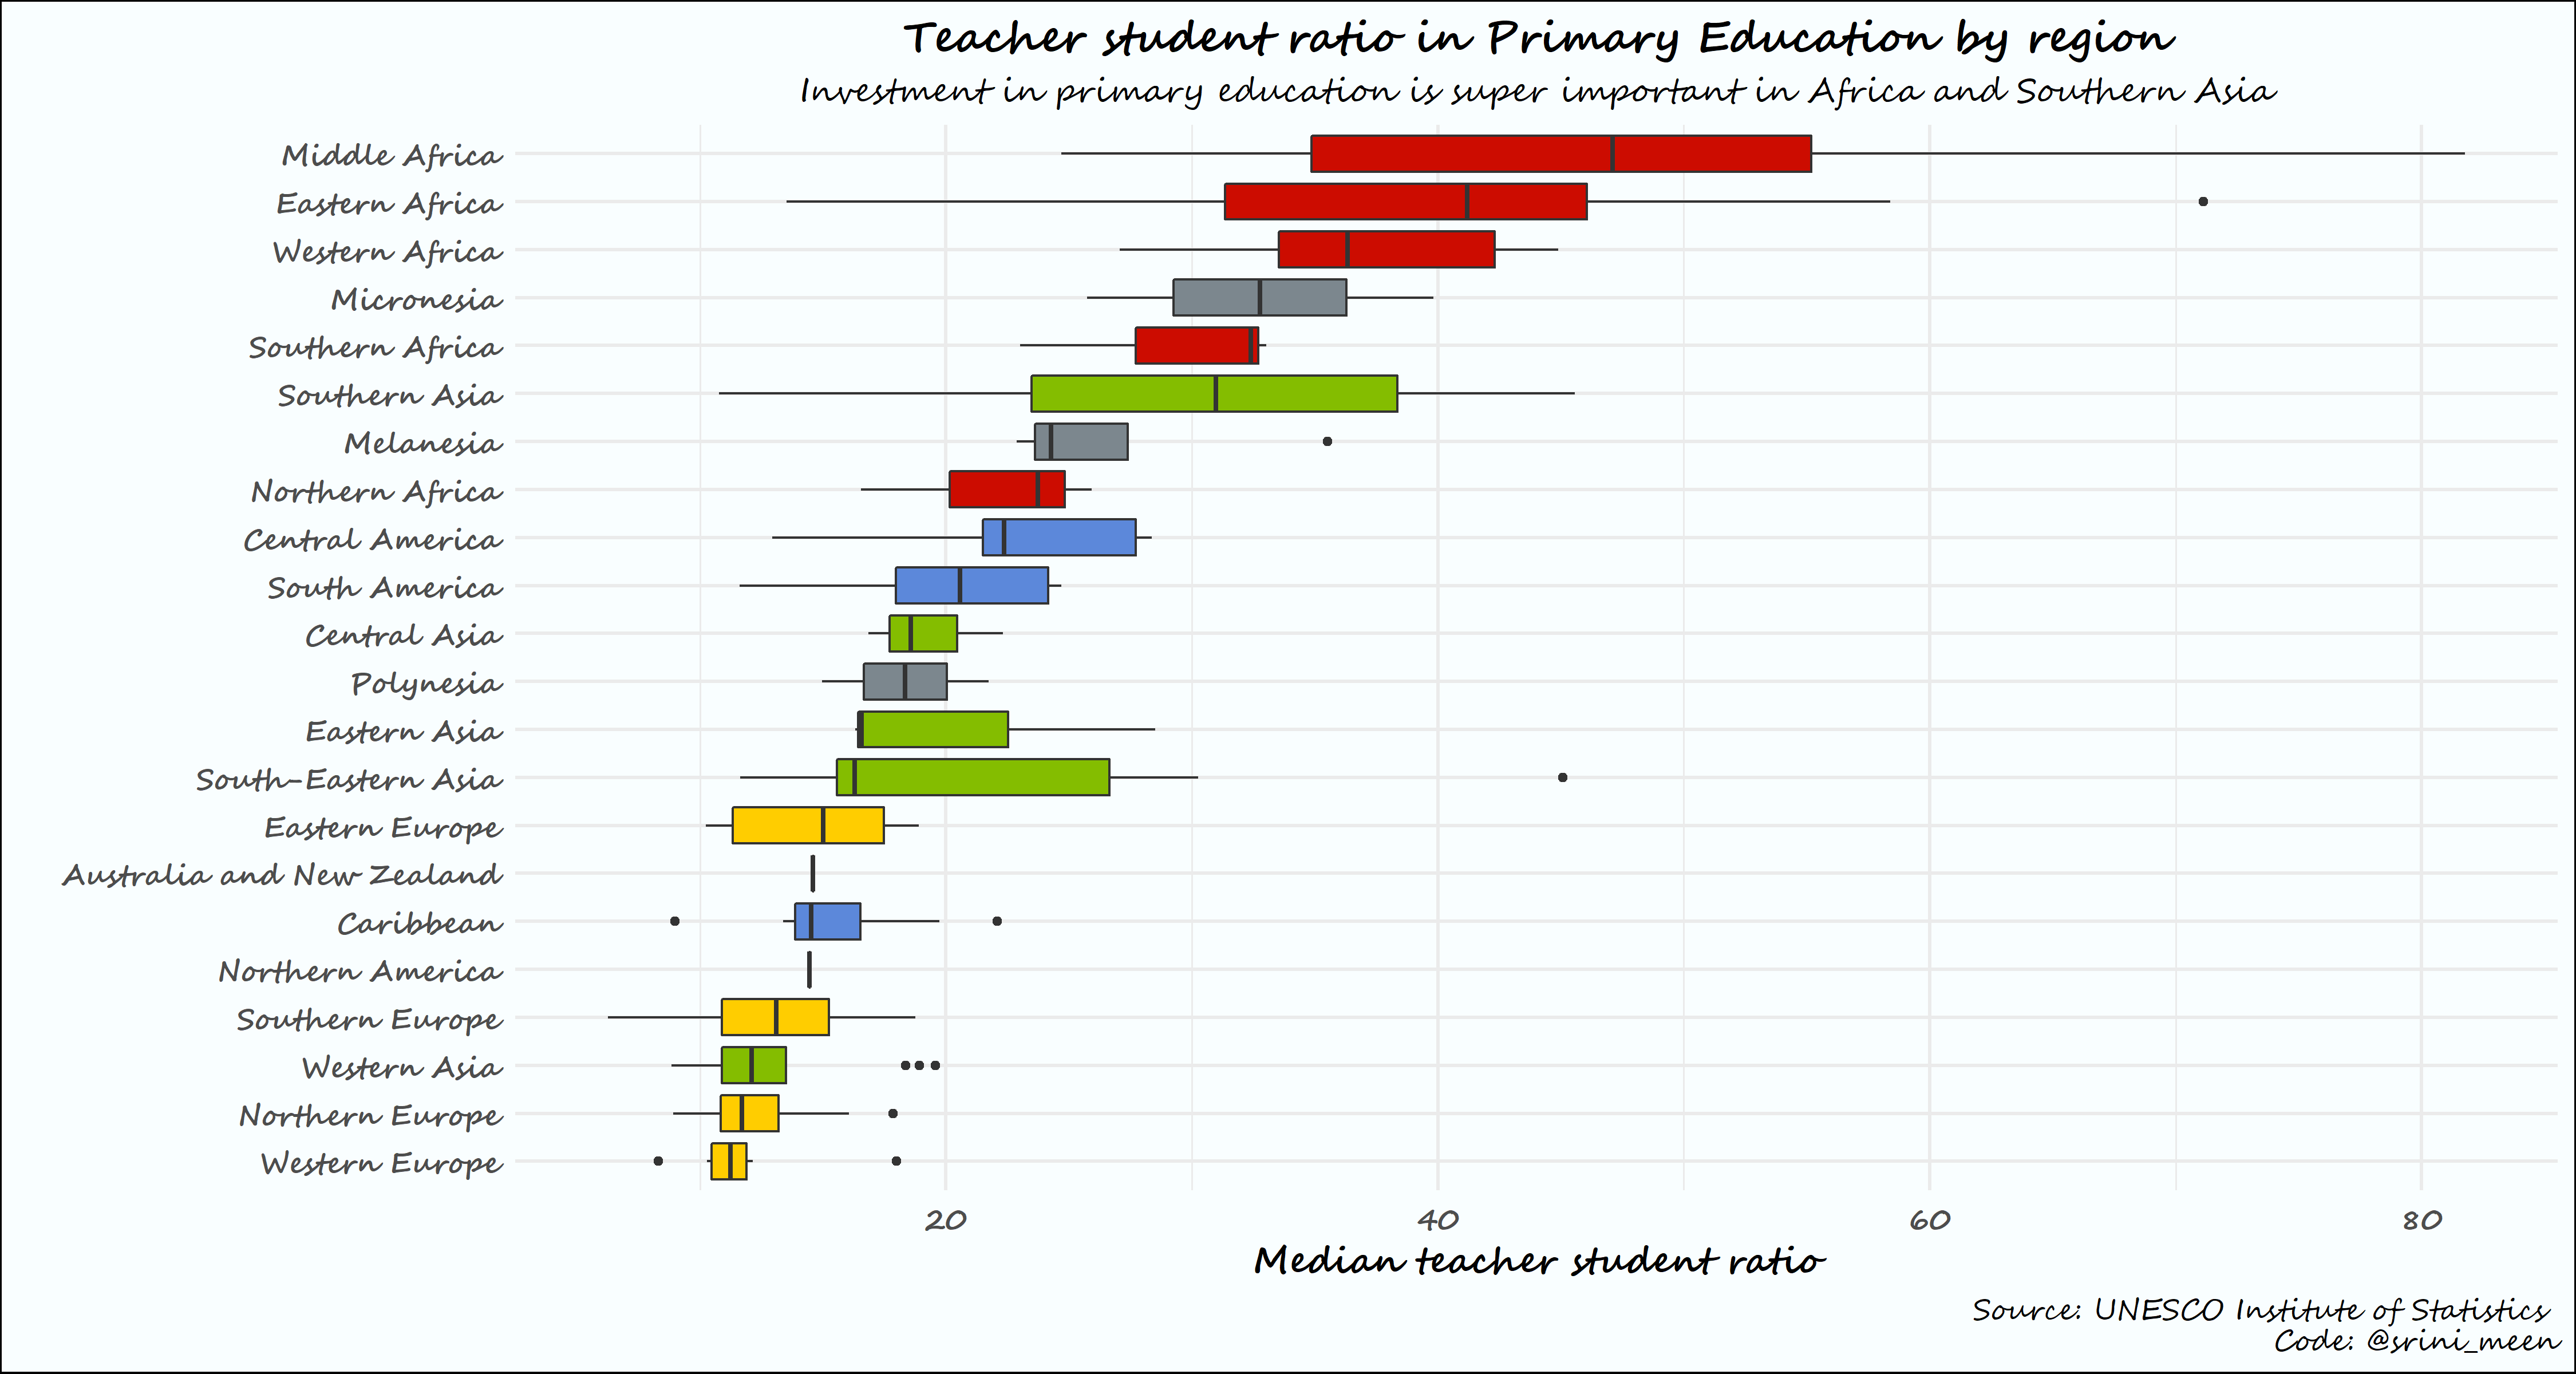 Teacher student ratio in Primary Education by region
Investment in primary education is super important in Africa and Southern Asia
Middle Africa
Eastern Africa
Western Africa
Micronesia
Southern Africa
Southern Asia
Melanesia
Northern Africa
Central America
South America
Central Asia
Polynesia
Eastern Asia
South-Eastern Asia
Eastern Europe
Australia and New Zealand
Caribbean
Northern America
Southern Europe
Western Asia
Northern Europe
Western Europe
20 40 60 80
Median teacher student ratio
Source: UNESCO Institute of Statistics
Code: @srini_meen